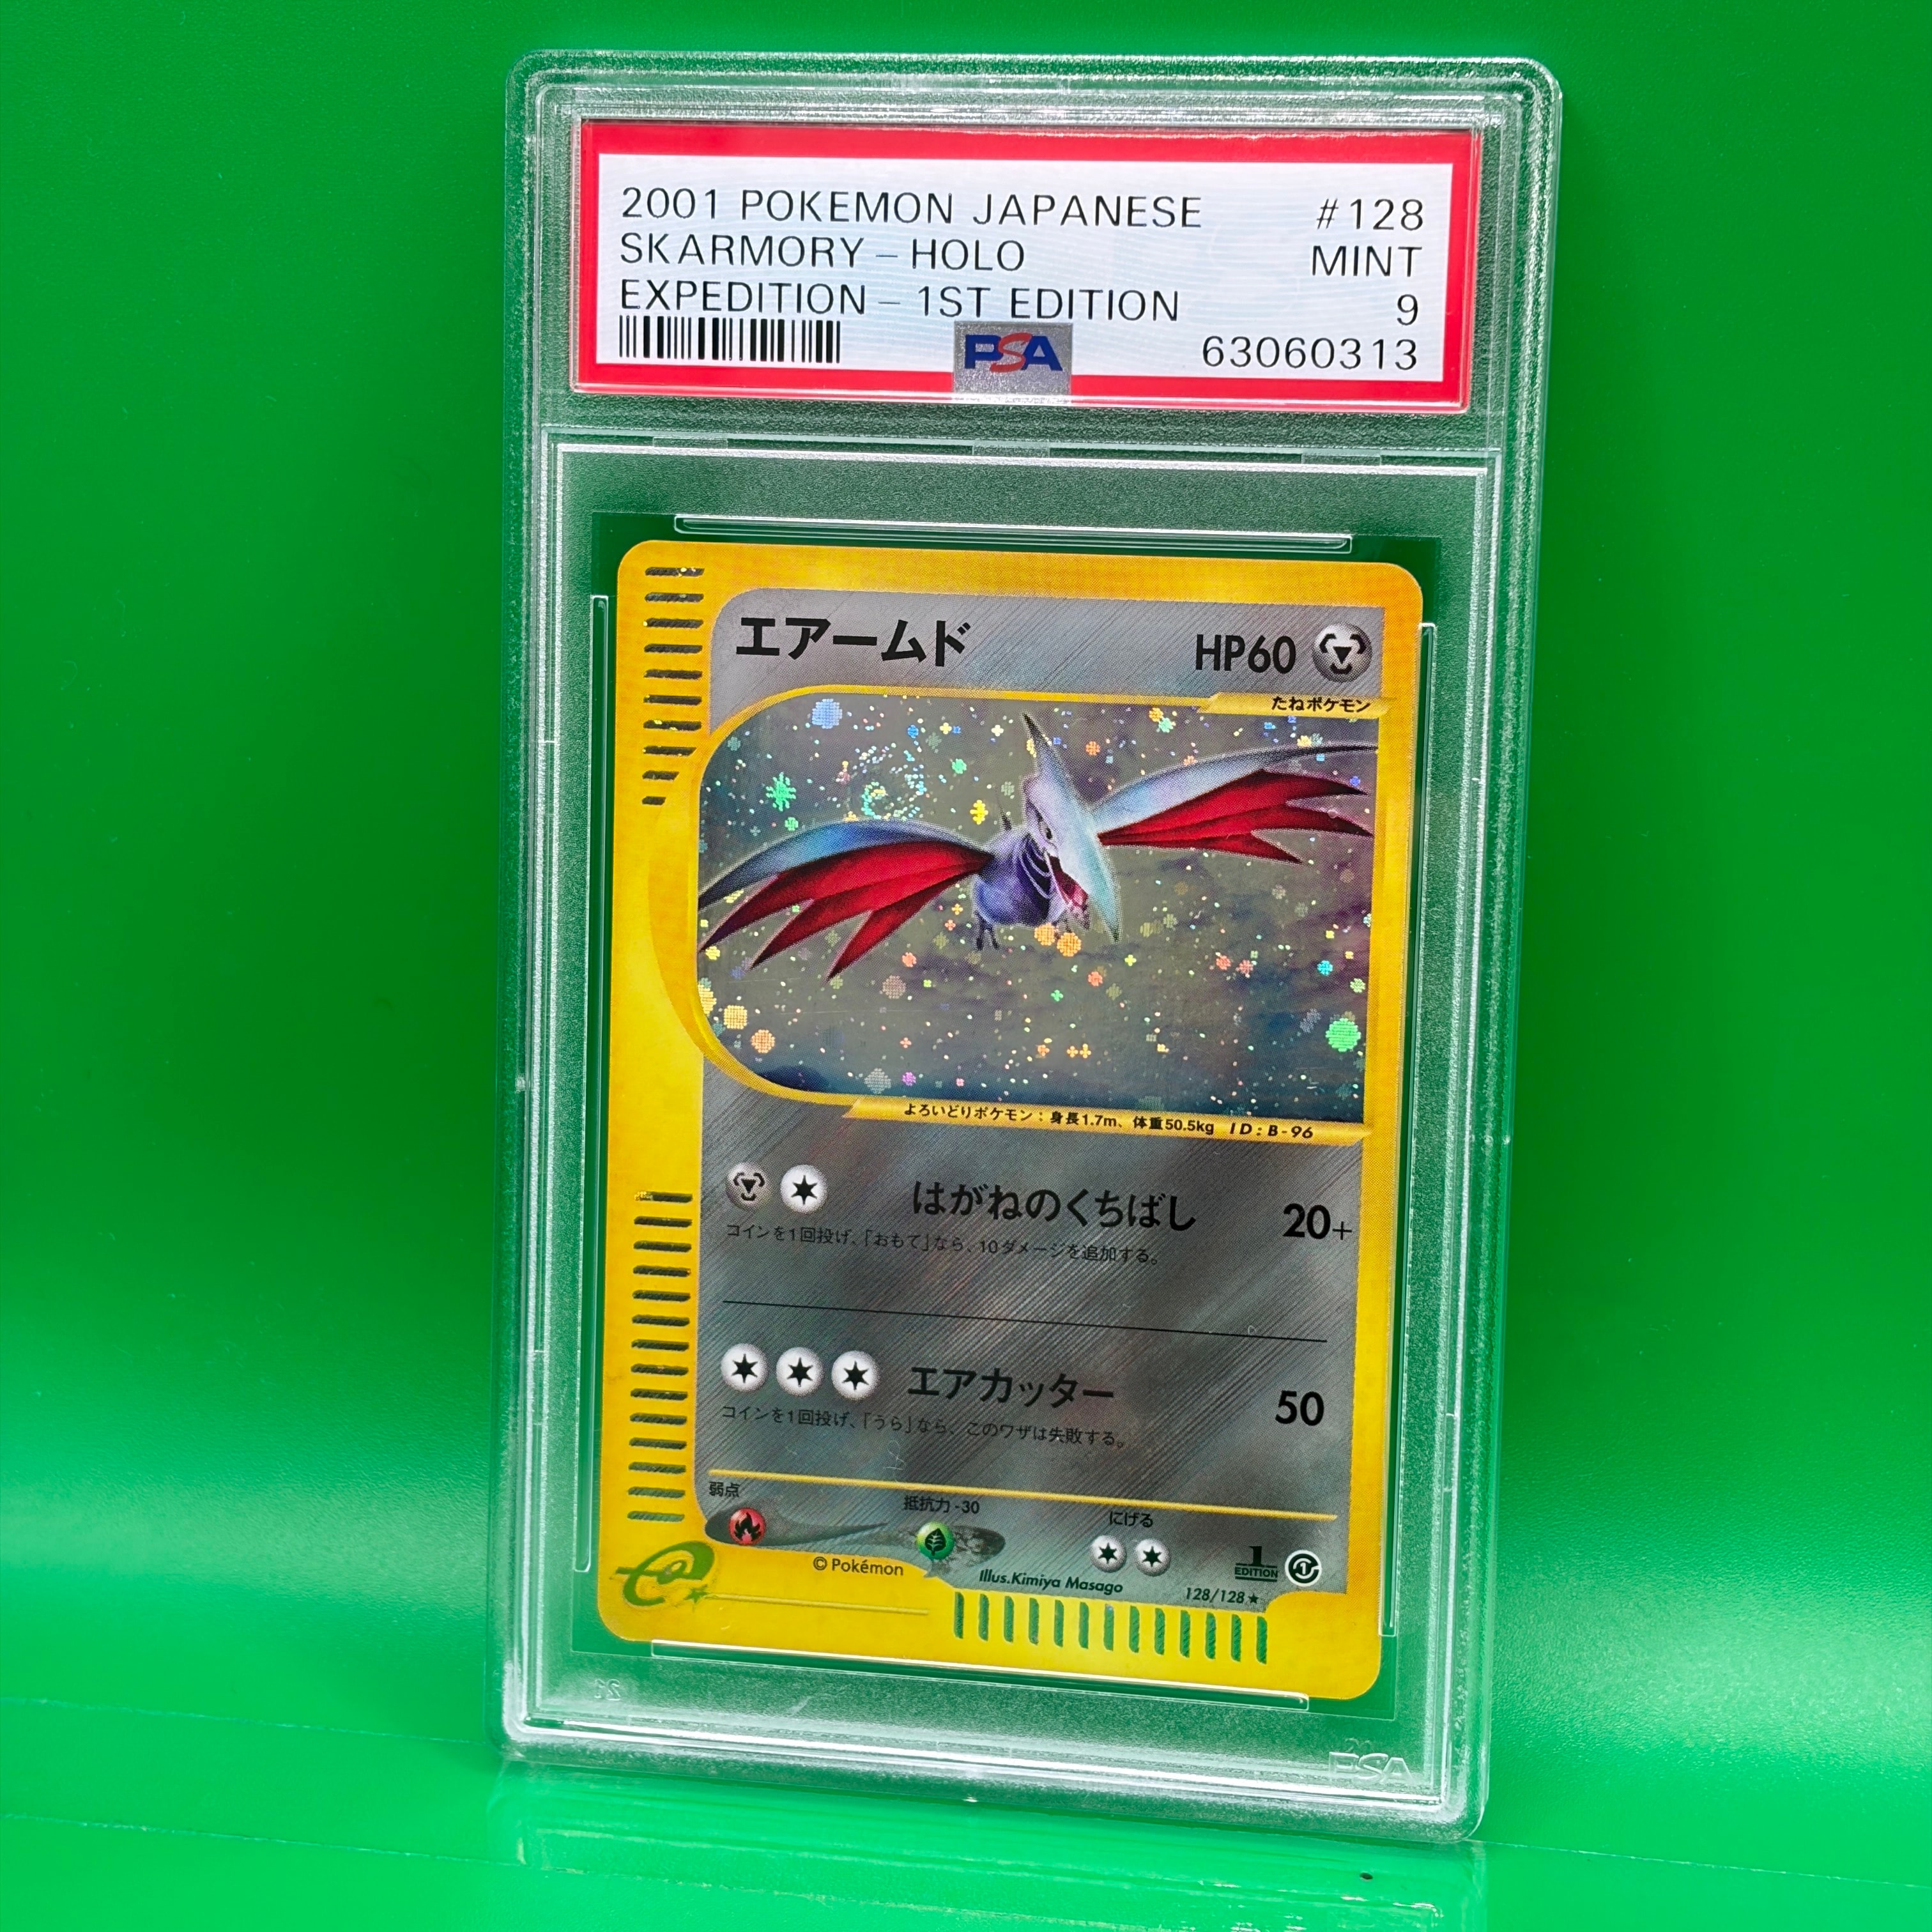 2001 POKEMON JAPANESE #128
SKARMORY - HOLO MINT
EXPEDITION - 1ST EDITION 9
PSA 63060313
エアームド HP60
たねポケモン
よろいどりポケモン：身長1.7m、体重50.5kg ID:B-96
はがねのくちばし 20+
コインを1回投げ、「おもて」なら、10ダメージを追加する。
エアカッター 50
コインを1回投げ、「うら」なら、このワザは失敗する。
弱点 抵抗力 -30 にげる
1 EDITION
© Pokémon Illus.Kimiya Masago 128/128★
e
PSA